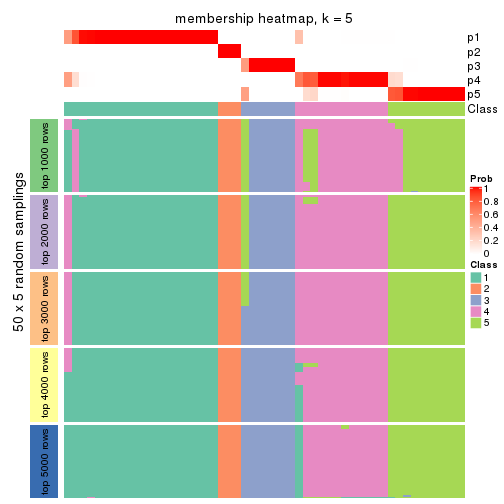 membership heatmap, k = 5
p1
p2
p3
p4
p5
Class
50 x 5 random samplings
top 1000 rows
top 2000 rows
top 3000 rows
top 4000 rows
top 5000 rows
Prob
1
0.8
0.6
0.4
0.2
0
Class
1
2
3
4
5